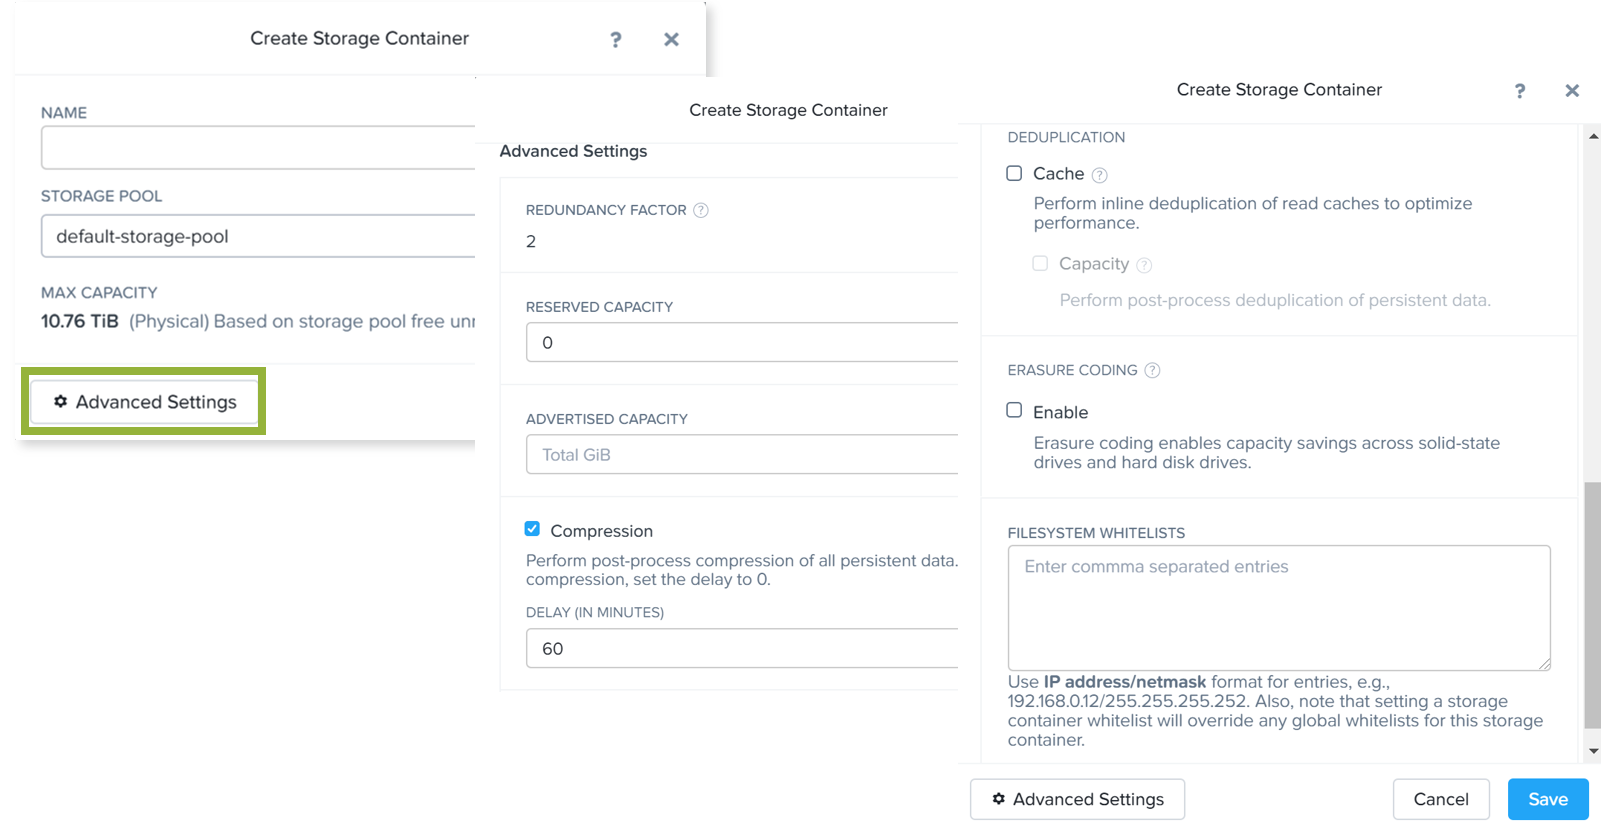 Create Storage Container
?
NAME
STORAGE POOL
default-storage-pool
MAX CAPACITY
10.76 TiB (Physical) Based on storage pool free
Advanced Settings
Create Storage Container
Advanced Settings
REDUNDANCY FACTOR ?
2
RESERVED CAPACITY
0
ADVERTISED CAPACITY
Total GiB
Compression
Perform post-process compression of all persistent data.
compression, set the delay to 0.
DELAY (IN MINUTES)
60
Create Storage Container
?
DEDUPLICATION
Cache ?
Perform inline deduplication of read caches to optimize
performance.
Capacity ?
Perform post-process deduplication of persistent data.
ERASURE CODING ?
Enable
Erasure coding enables capacity savings across solid-state
drives and hard disk drives.
FILESYSTEM WHITELISTS
Enter commma separated entries
Use IP address/netmask format for entries, e.g.,
192.168.0.12/255.255.255.252. Also, note that setting a storage
container whitelist will override any global whitelists for this storage
container.
Advanced Settings
Cancel
Save